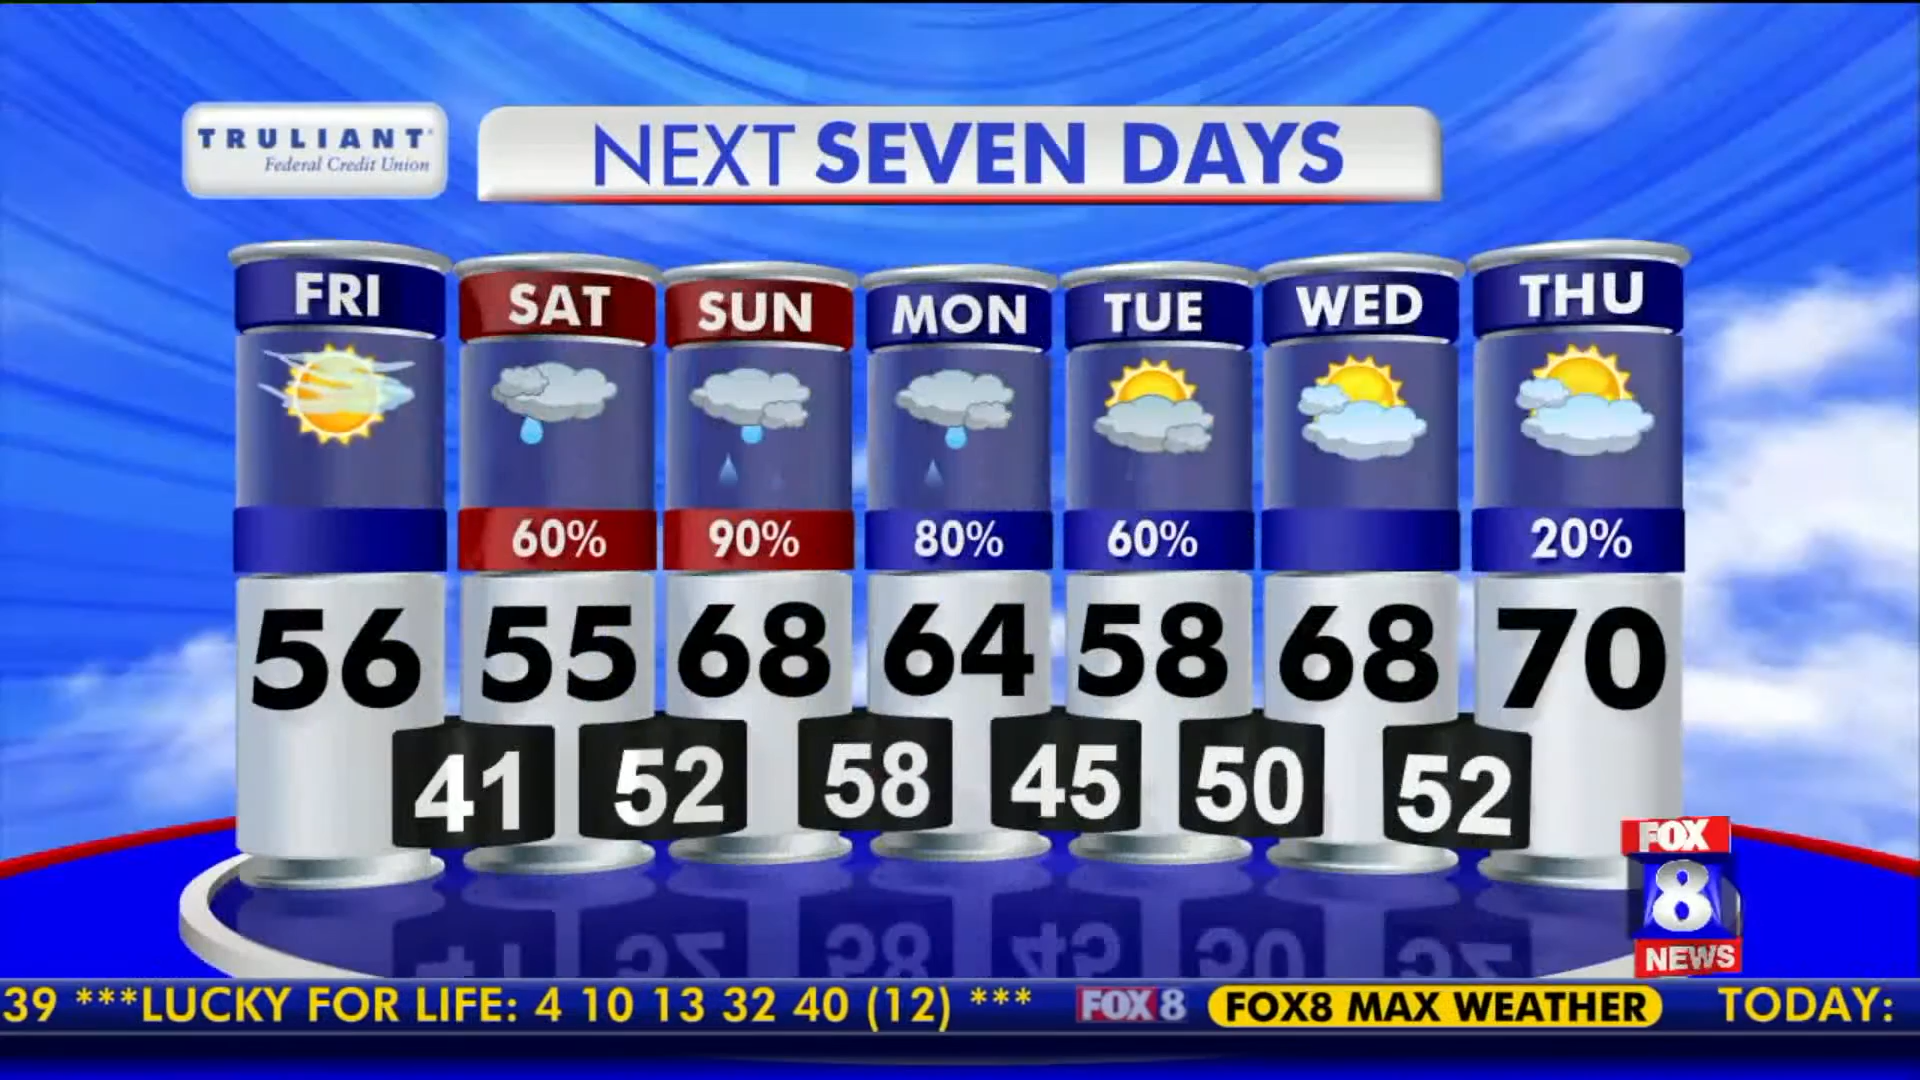 TRULIANT
Federal Credit Union
NEXT SEVEN DAYS
FRI SAT SUN MON TUE WED THU
60% 90% 80% 60% 20%
56 55 68 64 58 68 70
41 52 58 45 50 52
FOX
8
NEWS
39 ***LUCKY FOR LIFE: 4 10 13 32 40 (12) *** FOX 8 FOX8 MAX WEATHER TODAY: